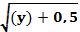 √(y) + 0,5